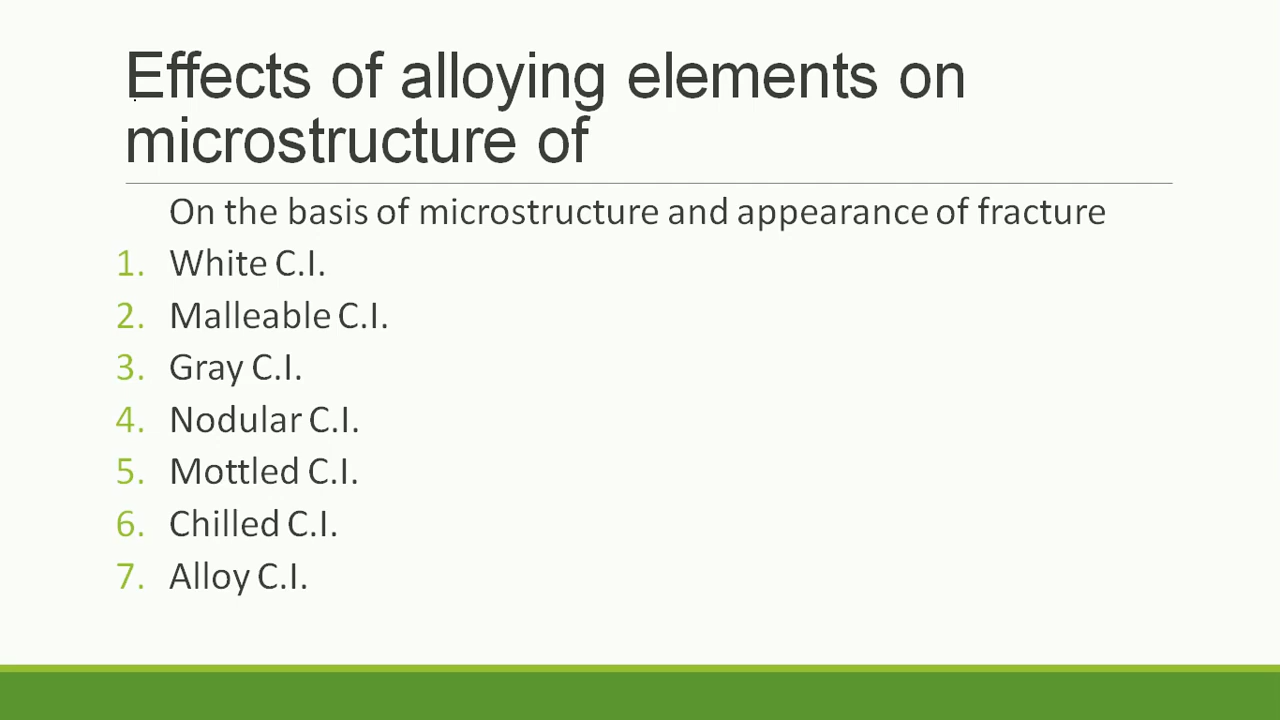 Effects of alloying elements on
microstructure of
On the basis of microstructure and appearance of fracture
1. White C.I.
2. Malleable C.I.
3. Gray C.I.
4. Nodular C.I.
5. Mottled C.I.
6. Chilled C.I.
7. Alloy C.I.